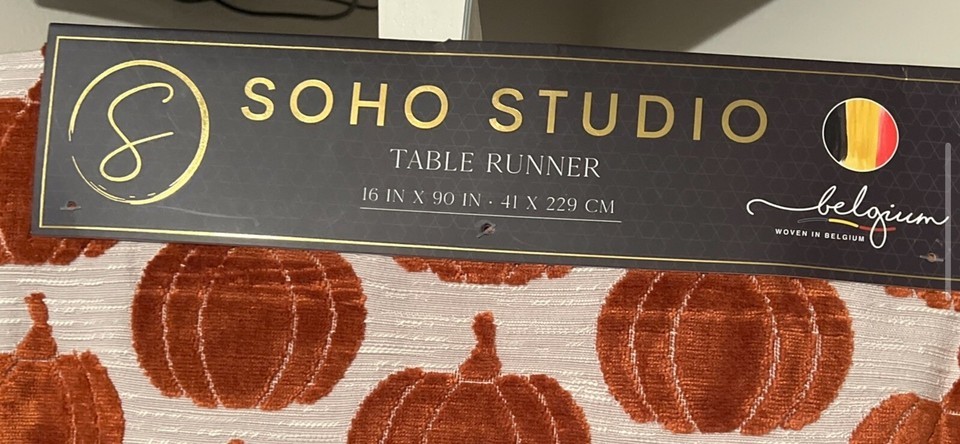 S
SOHO STUDIO
TABLE RUNNER
16 IN X 90 IN · 41 X 229 CM
belgium
WOVEN IN BELGIUM